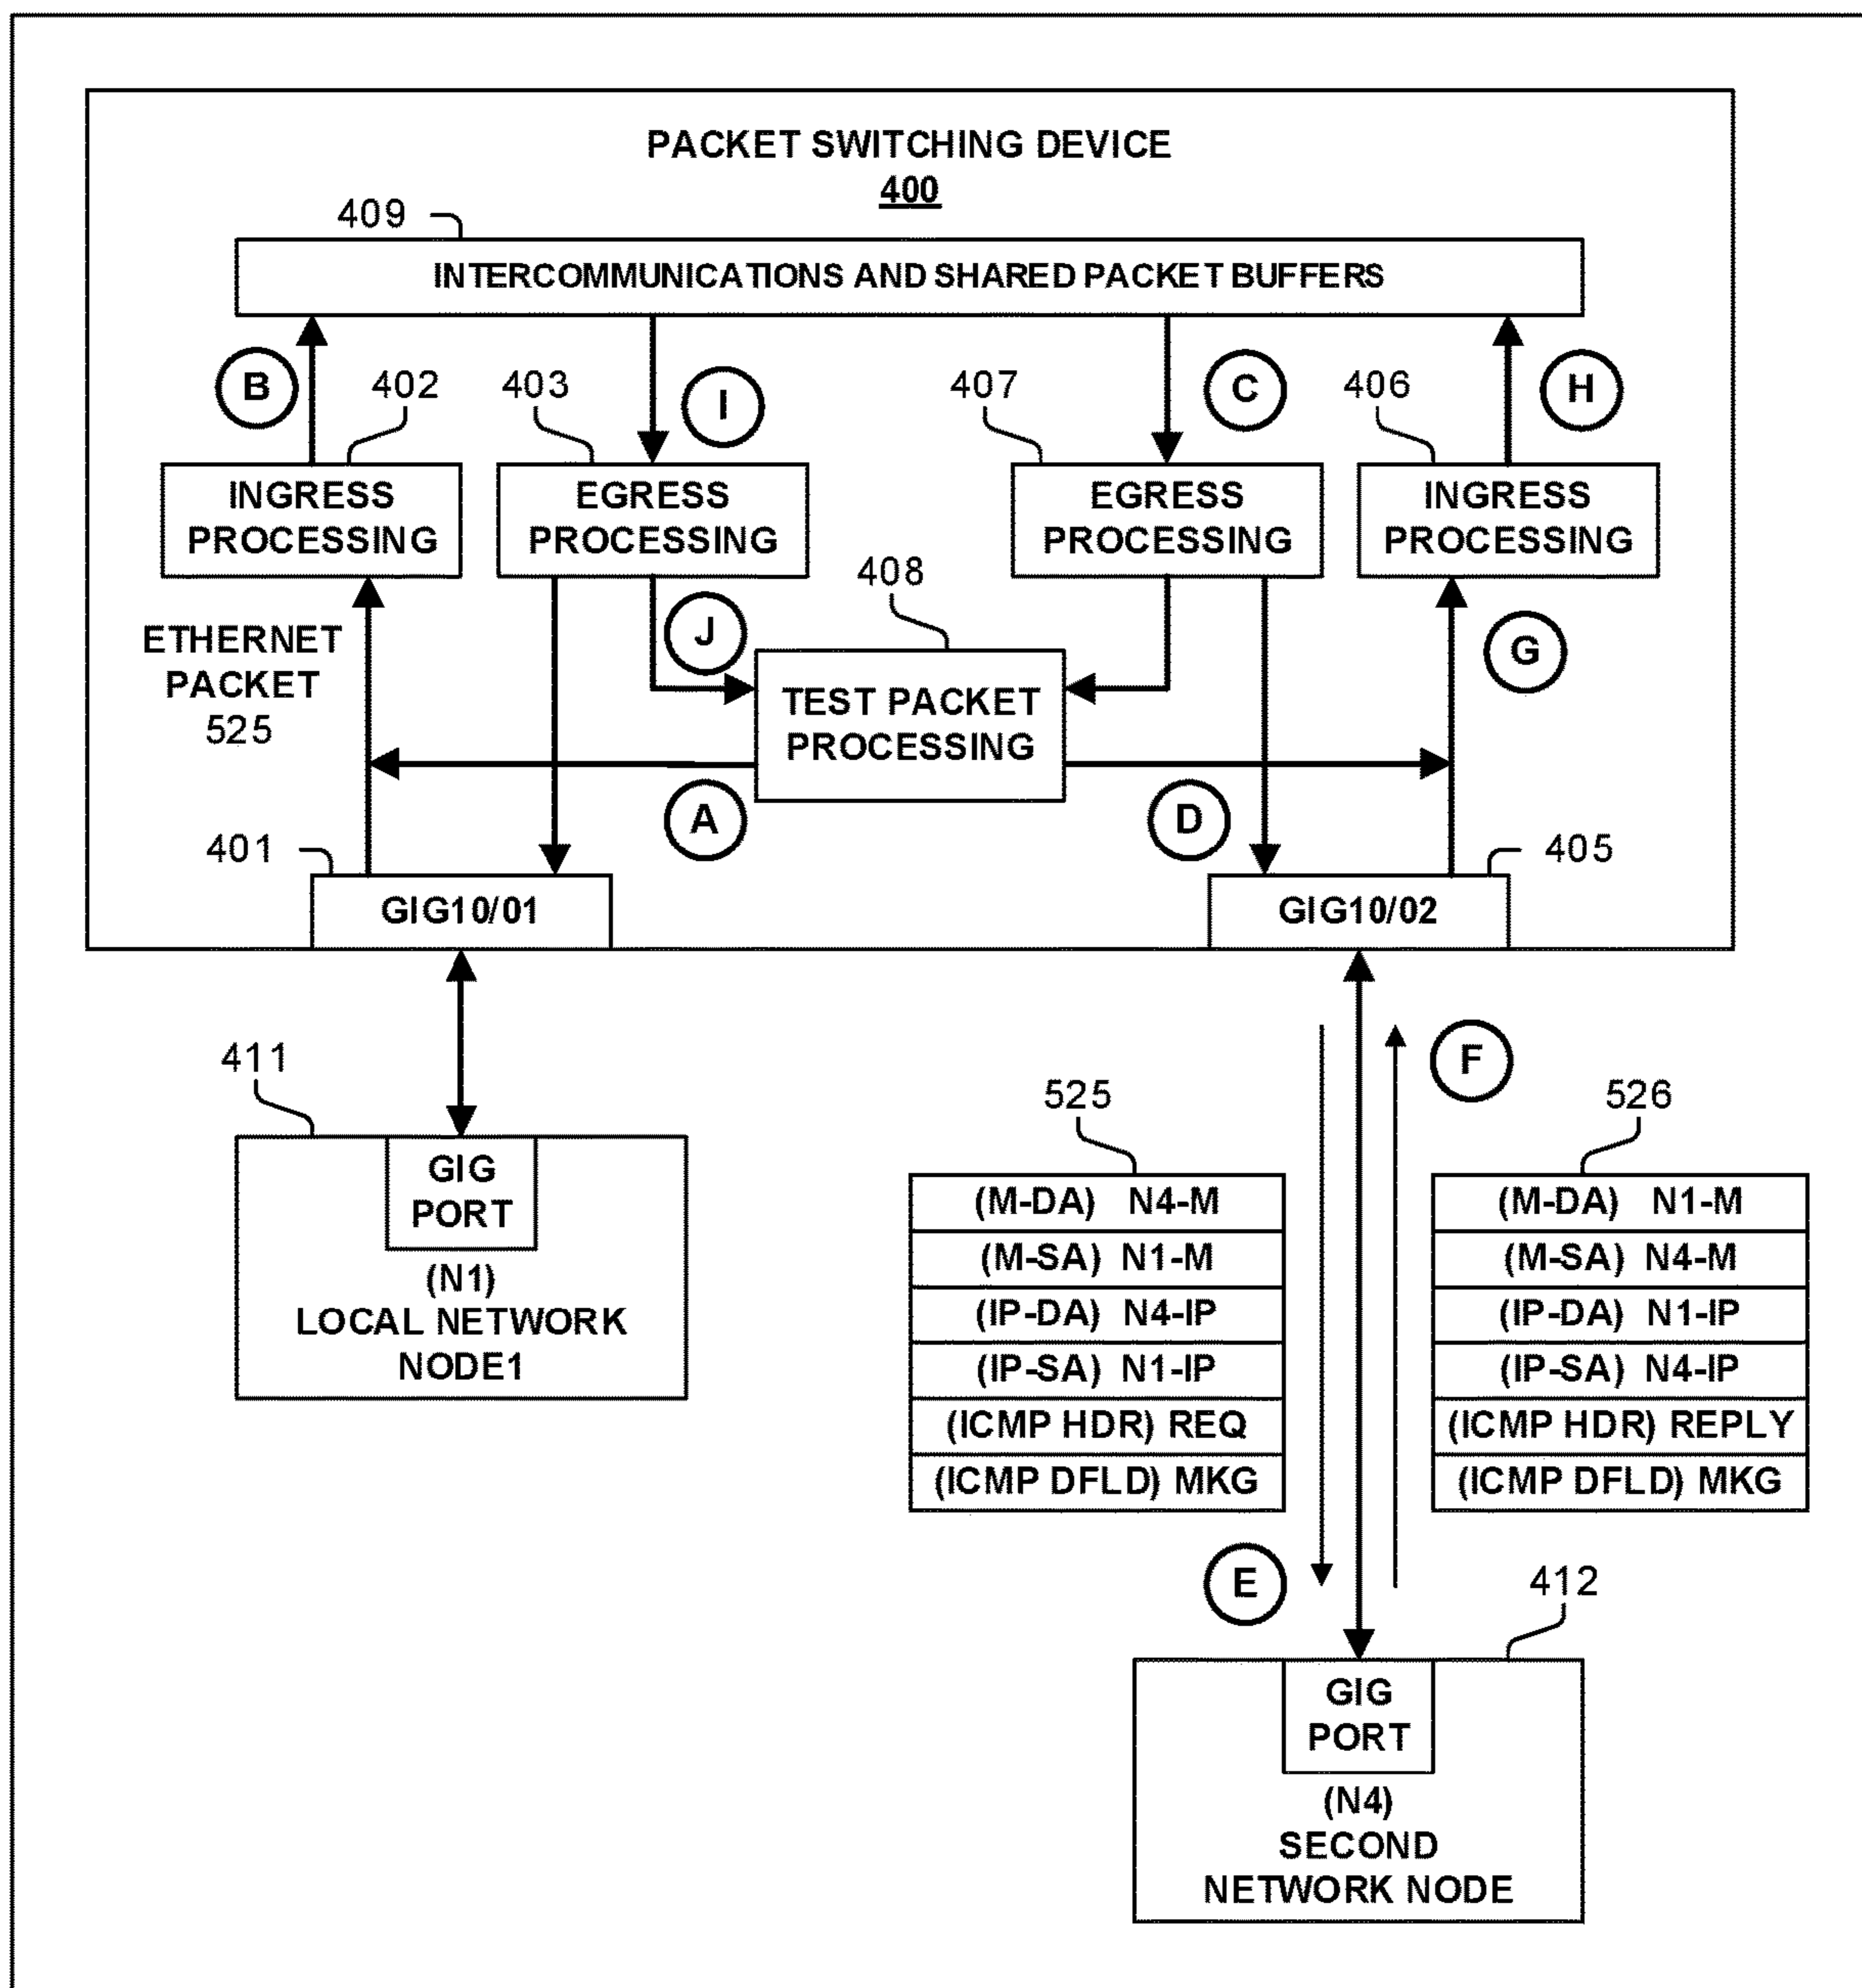 PACKET SWITCHING DEVICE
400
409
INTERCOMMUNICATIONS AND SHARED PACKET BUFFERS
B
402
403
I
407
C
406
H
INGRESS
PROCESSING
EGRESS
PROCESSING
EGRESS
PROCESSING
INGRESS
PROCESSING
408
ETHERNET
PACKET
525
J
G
TEST PACKET
PROCESSING
A
D
401
405
GIG10/01
GIG10/02
411
F
GIG
PORT
(N1)
LOCAL NETWORK
NODE1
525
(M-DA) N4-M
(M-SA) N1-M
(IP-DA) N4-IP
(IP-SA) N1-IP
(ICMP HDR) REQ
(ICMP DFLD) MKG
526
(M-DA) N1-M
(M-SA) N4-M
(IP-DA) N1-IP
(IP-SA) N4-IP
(ICMP HDR) REPLY
(ICMP DFLD) MKG
E
412
GIG
PORT
(N4)
SECOND
NETWORK NODE